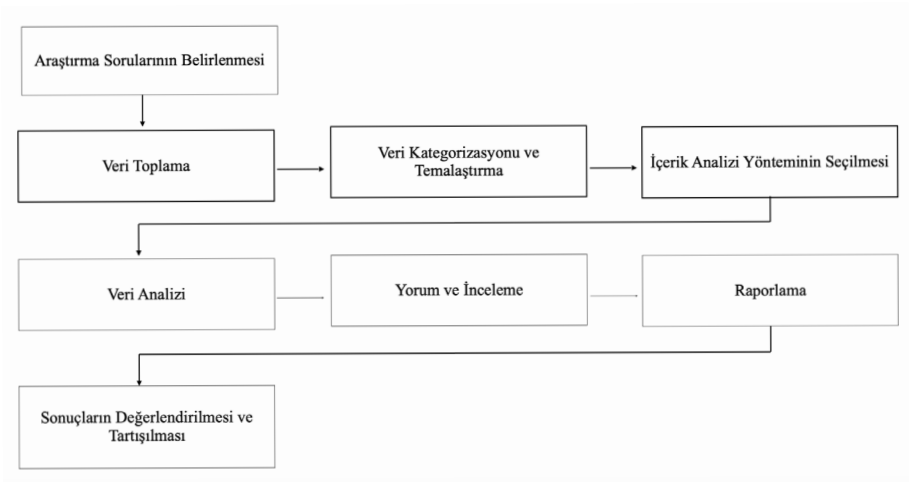 Araştırma Sorularının Belirlenmesi
Veri Toplama
Veri Kategorizasyonu ve
Temalaştırma
İçerik Analizi Yönteminin Seçilmesi
Veri Analizi
Yorum ve İnceleme
Raporlama
Sonuçların Değerlendirilmesi ve
Tartışılması